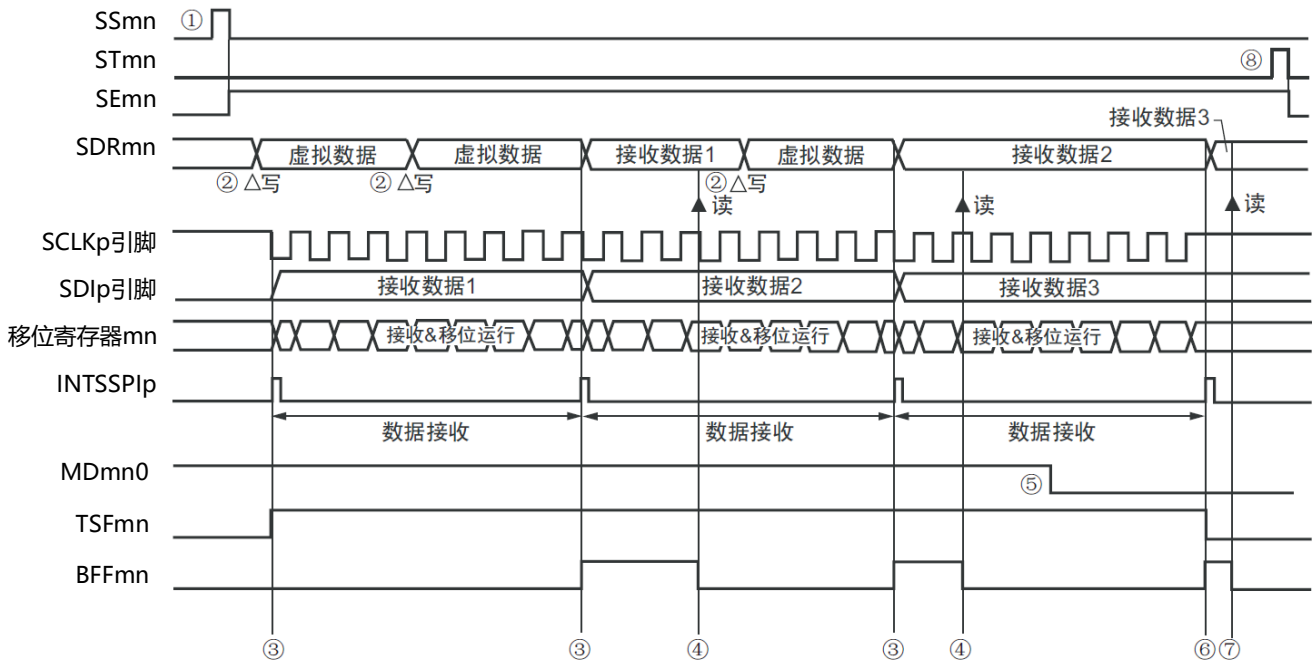 SSmn ①
STmn ⑧
SEmn
接收数据3
SDRmn 虚拟数据 虚拟数据 接收数据1 虚拟数据 接收数据2
②△写 ②△写 ②△写
读 读 读
SCLKp引脚
SDIp引脚 接收数据1 接收数据2 接收数据3
移位寄存器mn 接收&移位运行 接收&移位运行 接收&移位运行
INTSSPIp
数据接收 数据接收 数据接收
MDmn0 ⑤
TSFmn
BFFmn
③ ③ ④ ③ ④ ⑥⑦